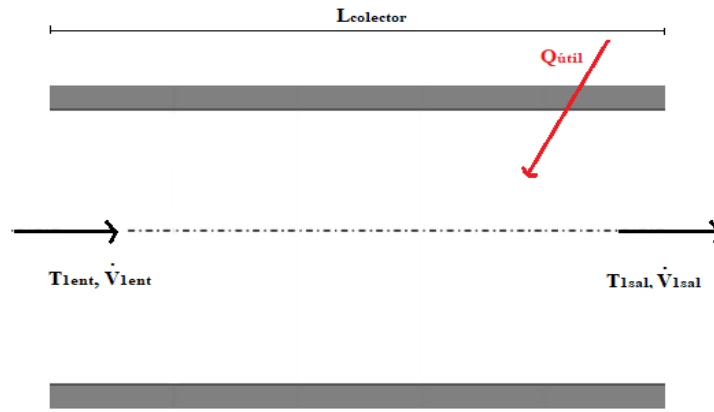 Lcolector
Qútil
T1ent, V̇1ent
T1sal, V̇1sal